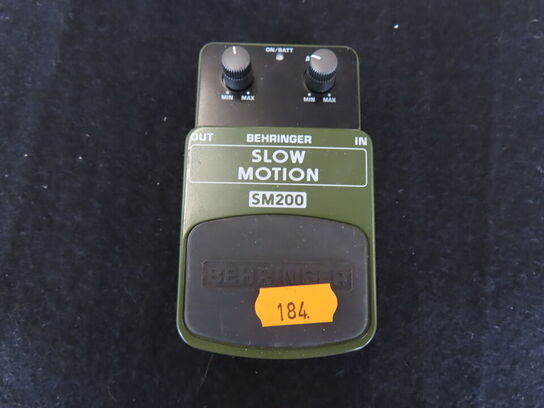 ON/BATT
MIN MAX MIN MAX
OUT BEHRINGER IN
SLOW
MOTION
SM200
BEHRINGER
184.